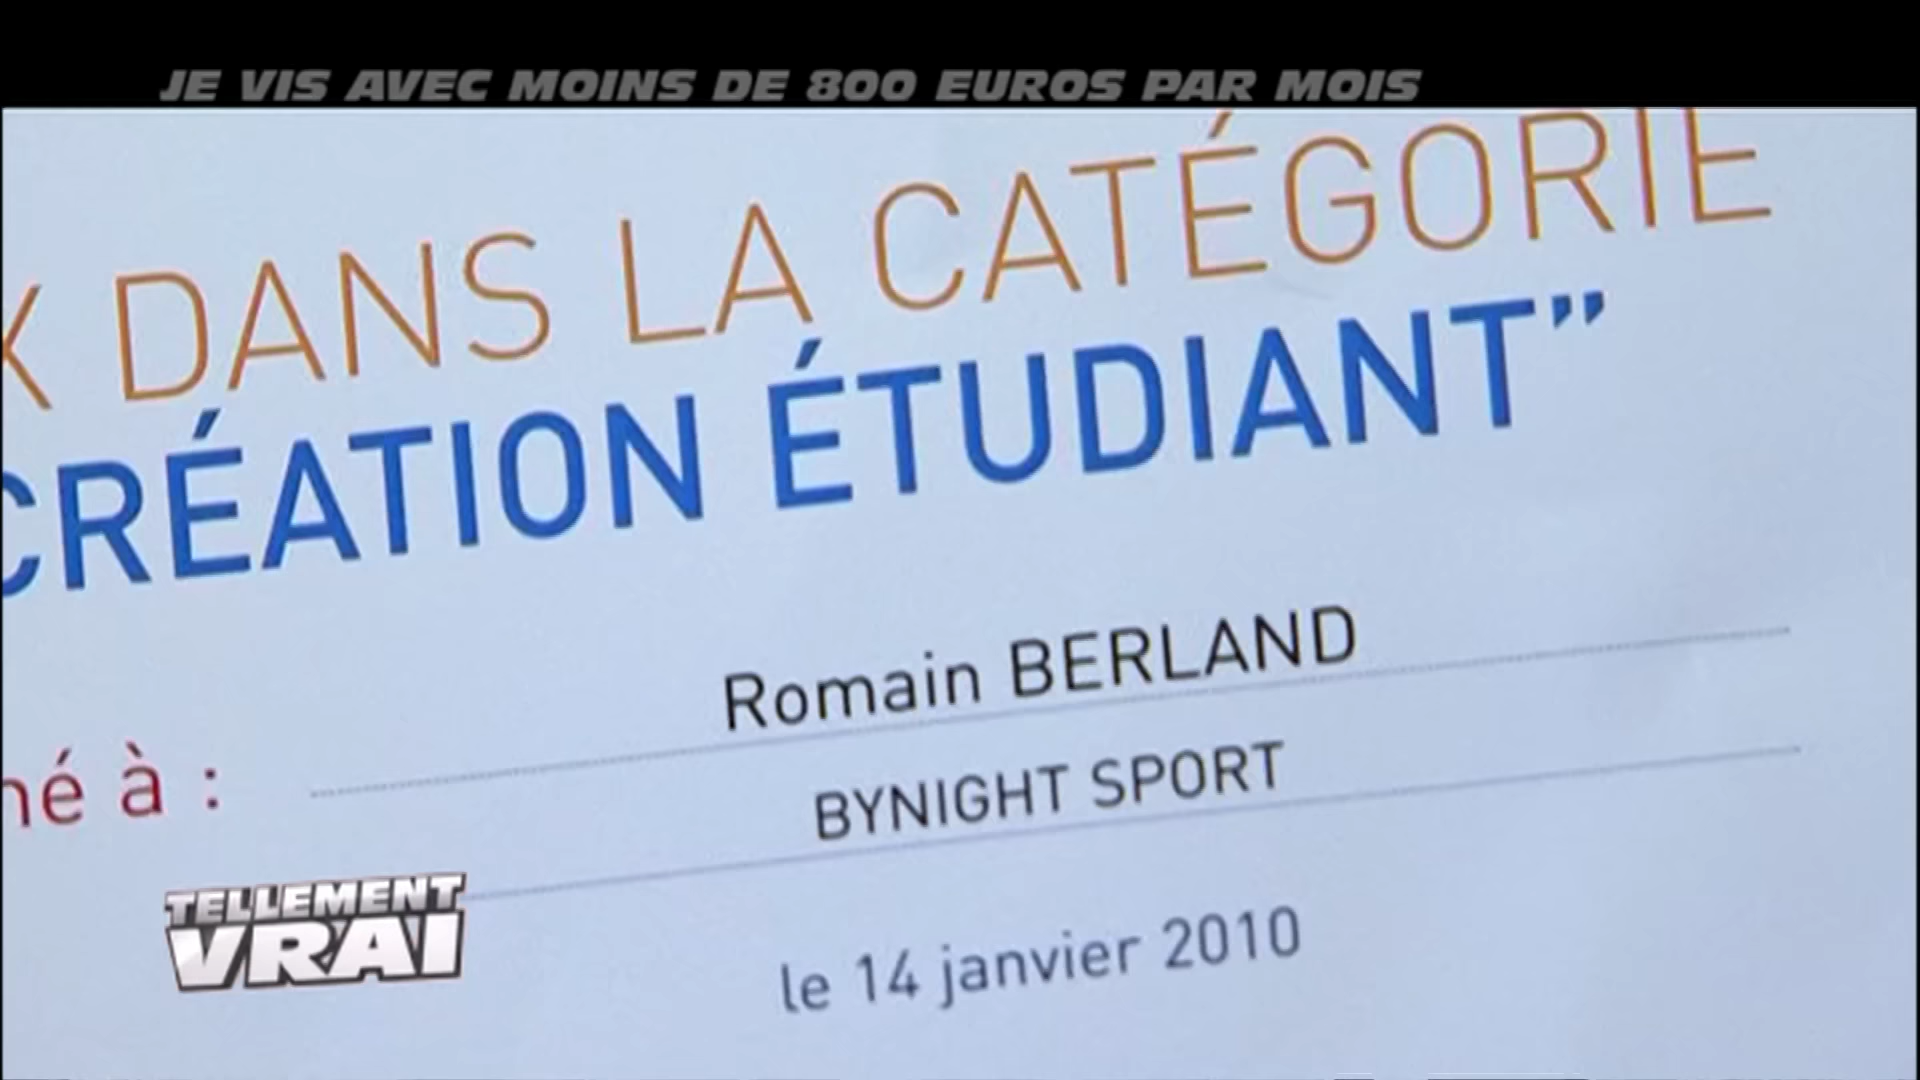 JE VIS AVEC MOINS DE 800 EUROS PAR MOIS
X DANS LA CATÉGORIE
CRÉATION ÉTUDIANT”
Romain BERLAND
né à :
BYNIGHT SPORT
TELLEMENT
VRAI
le 14 janvier 2010